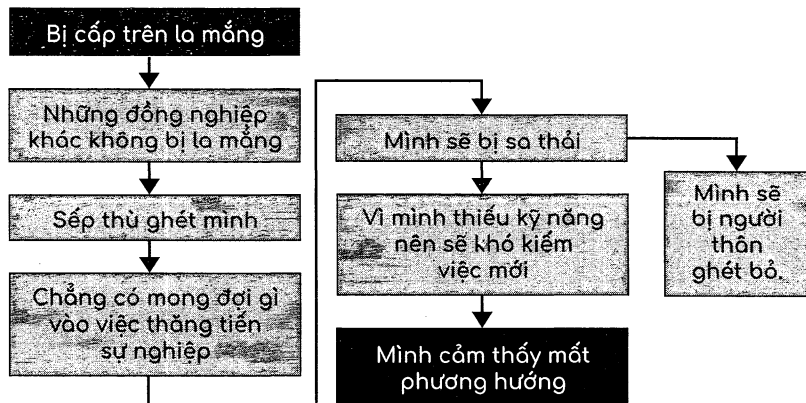 Bị cấp trên la mắng
Những đồng nghiệp
khác không bị la mắng
Sếp thù ghét mình
Chẳng có mong đợi gì
vào việc thăng tiến
sự nghiệp
Mình sẽ bị sa thải
Vì mình thiếu kỹ năng
nên sẽ khó kiếm
việc mới
Mình cảm thấy mất
phương hướng
Mình sẽ
bị người
thân
ghét bỏ.